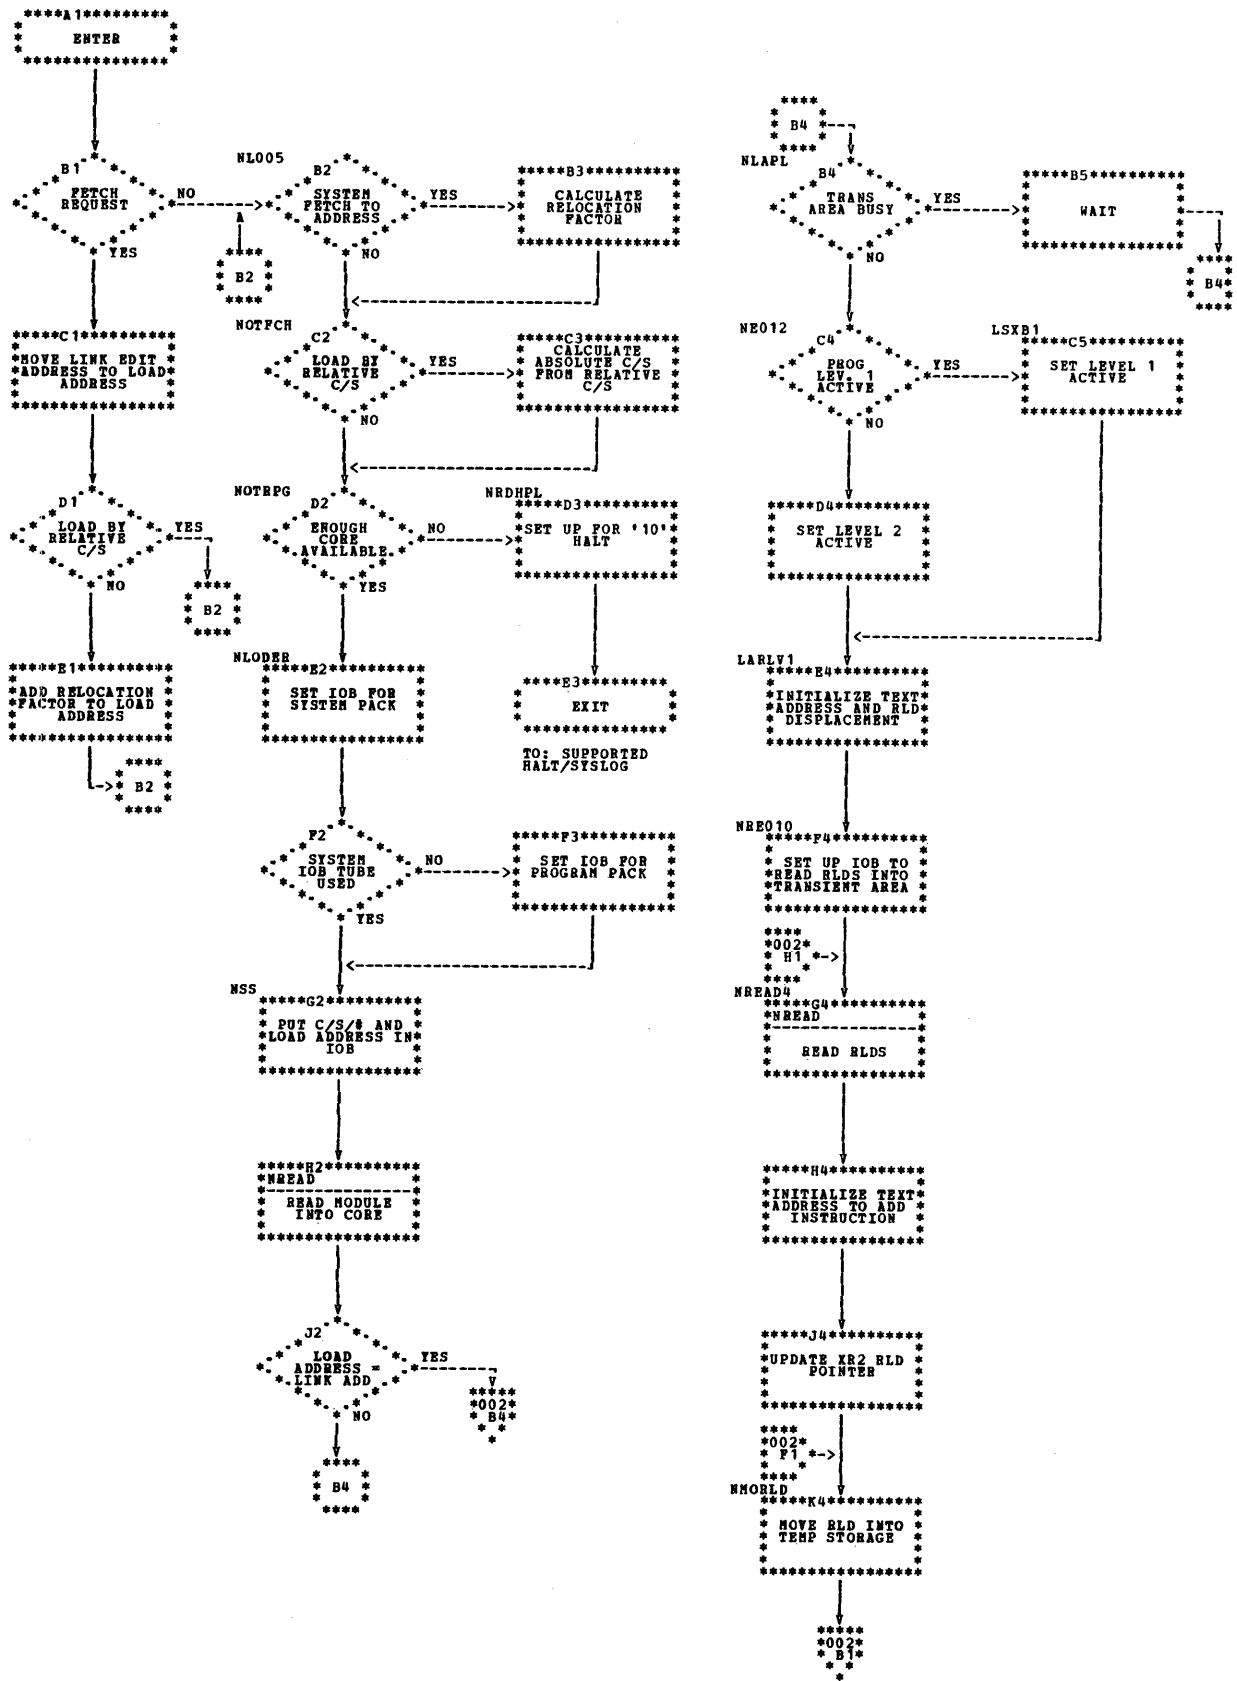 A1
ENTER
B1
FETCH
REQUEST
NO
YES
A
B2
NL005
B2
SYSTEM
FETCH TO
ADDRESS
YES
NO
B3
CALCULATE
RELOCATION
FACTOR
C1
MOVE LINK EDIT
ADDRESS TO LOAD
ADDRESS
NOTFCH
C2
LOAD BY
RELATIVE
C/S
YES
NO
C3
CALCULATE
ABSOLUTE C/S
FROM RELATIVE
C/S
D1
LOAD BY
RELATIVE
C/S
YES
NO
B2
NOTRPG
D2
ENOUGH
CORE
AVAILABLE
NO
YES
NRDHPL
D3
SET UP FOR '10'
HALT
E1
ADD RELOCATION
FACTOR TO LOAD
ADDRESS
B2
NLODER
E2
SET IOB FOR
SYSTEM PACK
E3
EXIT
TO: SUPPORTED
HALT/SYSLOG
F2
SYSTEM
IOB TUBE
USED
NO
YES
F3
SET IOB FOR
PROGRAM PACK
NSS
G2
PUT C/S/# AND
LOAD ADDRESS IN
IOB
H2
NREAD
READ MODULE
INTO CORE
J2
LOAD
ADDRESS =
LINK ADD
YES
NO
002
B4
B4
B4
NLAPL
B4
TRANS
AREA BUSY
YES
NO
B5
WAIT
B4
NE012
C4
PROG
LEV. 1
ACTIVE
YES
NO
LSXB1
C5
SET LEVEL 1
ACTIVE
D4
SET LEVEL 2
ACTIVE
LARLV1
E4
INITIALIZE TEXT
ADDRESS AND RLD
DISPLACEMENT
NRE010
F4
SET UP IOB TO
READ RLDS INTO
TRANSIENT AREA
002
H1
NREAD4
G4
NREAD
READ RLDS
H4
INITIALIZE TEXT
ADDRESS TO ADD
INSTRUCTION
J4
UPDATE XR2 RLD
POINTER
002
F1
NMORLD
K4
MOVE RLD INTO
TEMP STORAGE
002
B1